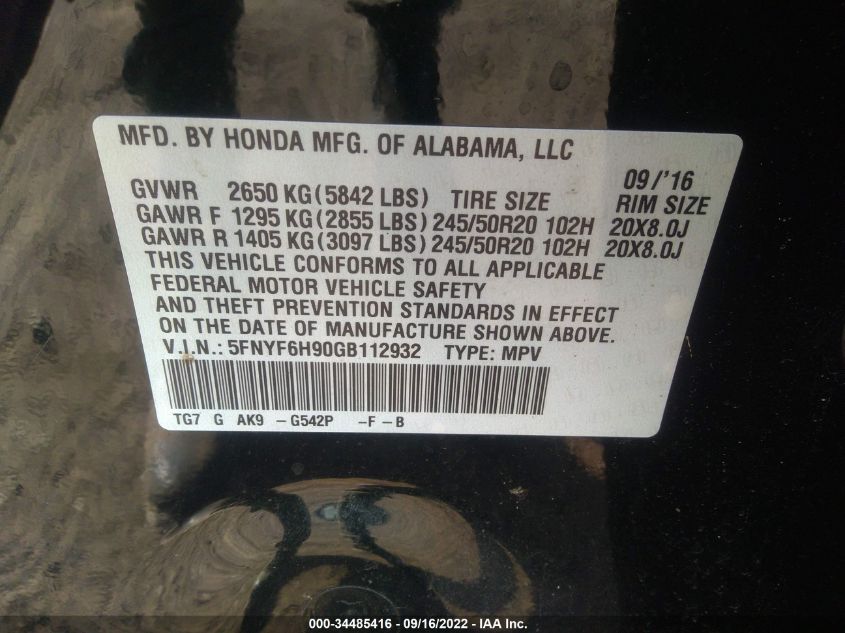 MFD. BY HONDA MFG. OF ALABAMA, LLC
09/'16
GVWR 2650 KG(5842 LBS) TIRE SIZE RIM SIZE
GAWR F 1295 KG(2855 LBS)245/50R20 102H 20X8.0J
GAWR R 1405 KG(3097 LBS)245/50R20 102H 20X8.0J
THIS VEHICLE CONFORMS TO ALL APPLICABLE
FEDERAL MOTOR VEHICLE SAFETY
AND THEFT PREVENTION STANDARDS IN EFFECT
ON THE DATE OF MANUFACTURE SHOWN ABOVE.
V.I.N.: 5FNYF6H90GB112932 TYPE: MPV
TG7 G AK9 -G542P -F-B
000-34485416 - 09/16/2022 - IAA Inc.